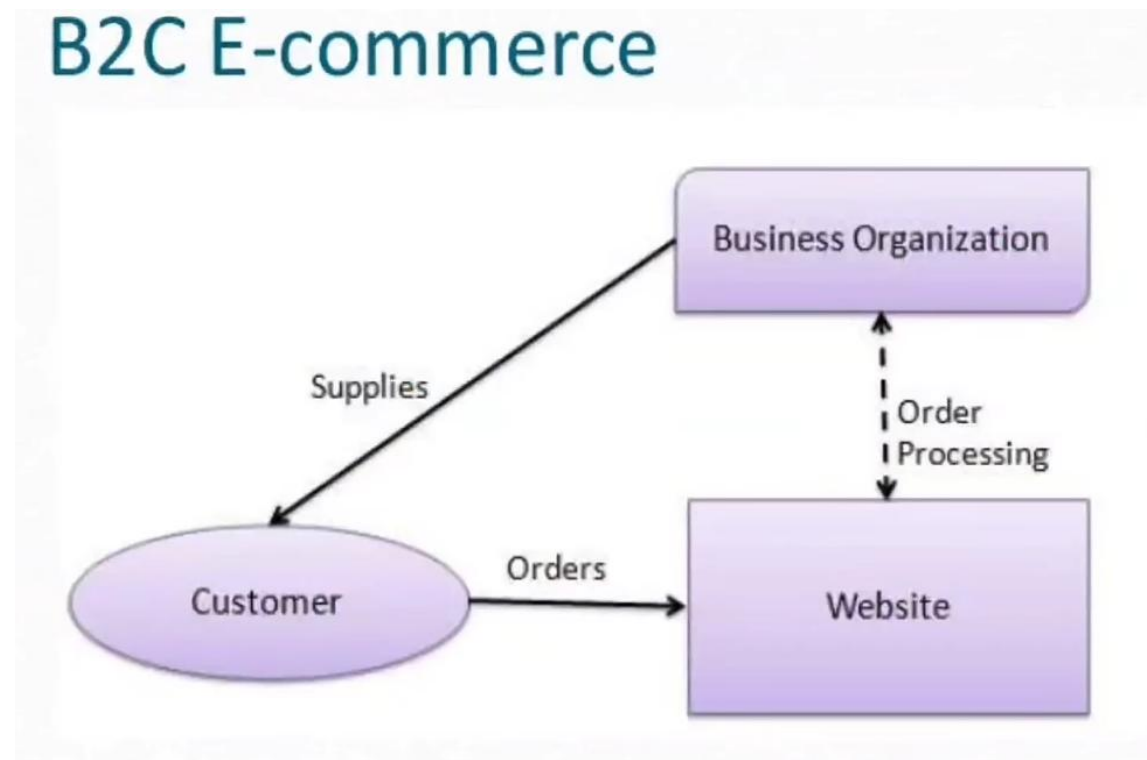 B2C E-commerce
Business Organization
Supplies
Order
Processing
Orders
Customer
Website